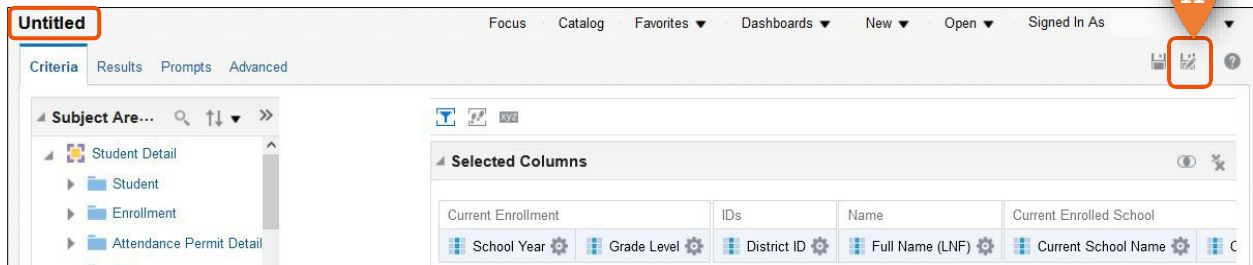 11
Untitled Focus Catalog Favorites Dashboards New Open Signed In As
Criteria Results Prompts Advanced
Subject Are...
xyz
Student Detail
Selected Columns
Student
Enrollment
Current Enrollment IDs Name Current Enrolled School
Attendance Permit Detail School Year Grade Level District ID Full Name (LNF) Current School Name C